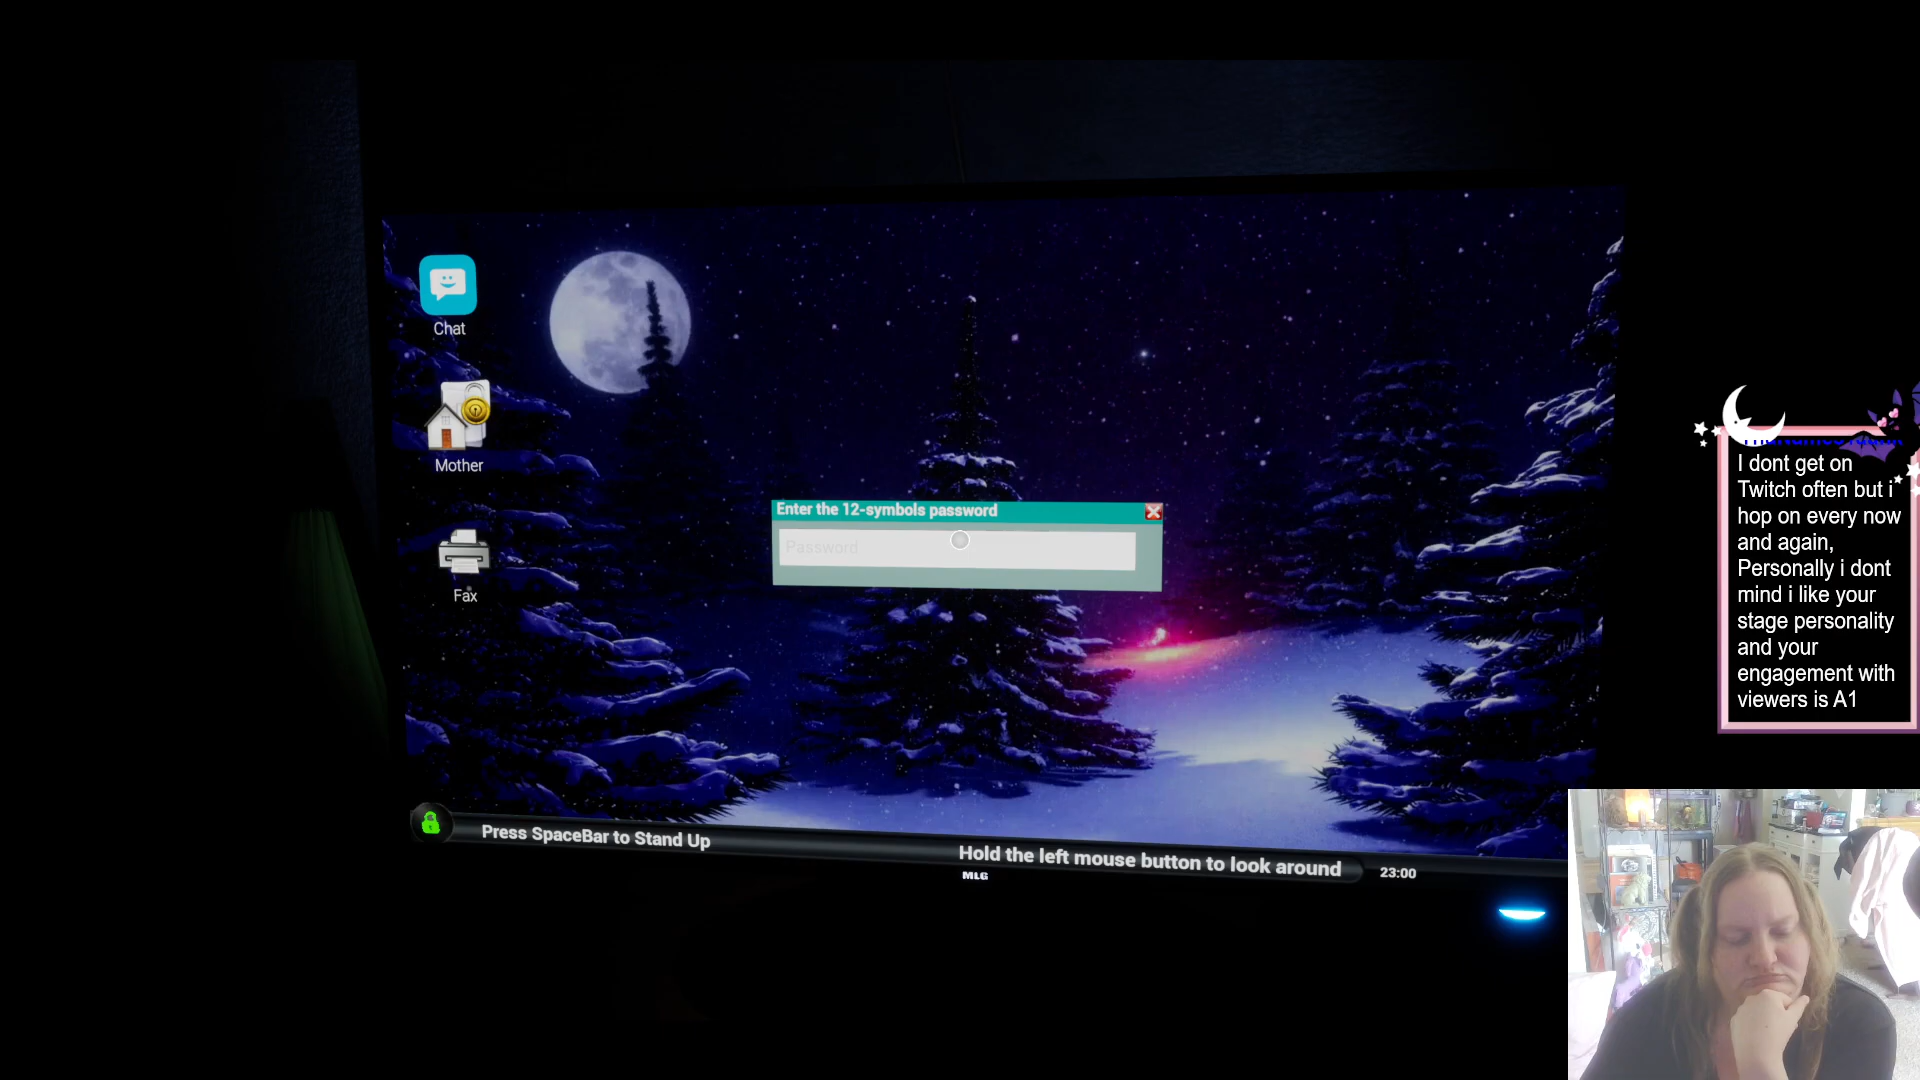 Chat
Mother
Fax
Enter the 12-symbols password
Password
Press SpaceBar to Stand Up
Hold the left mouse button to look around
23:00
MLG
I dont get on
Twitch often but i
hop on every now
and again,
Personally i dont
mind i like your
stage personality
and your
engagement with
viewers is A1